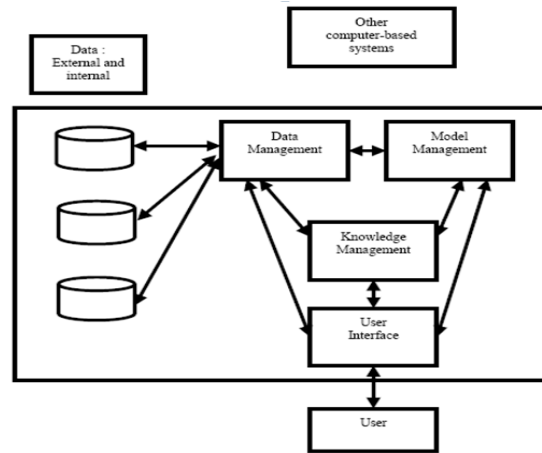 Other
computer-based
systems
Data :
External and
internal
Data
Management
Model
Management
Knowledge
Management
User
Interface
User